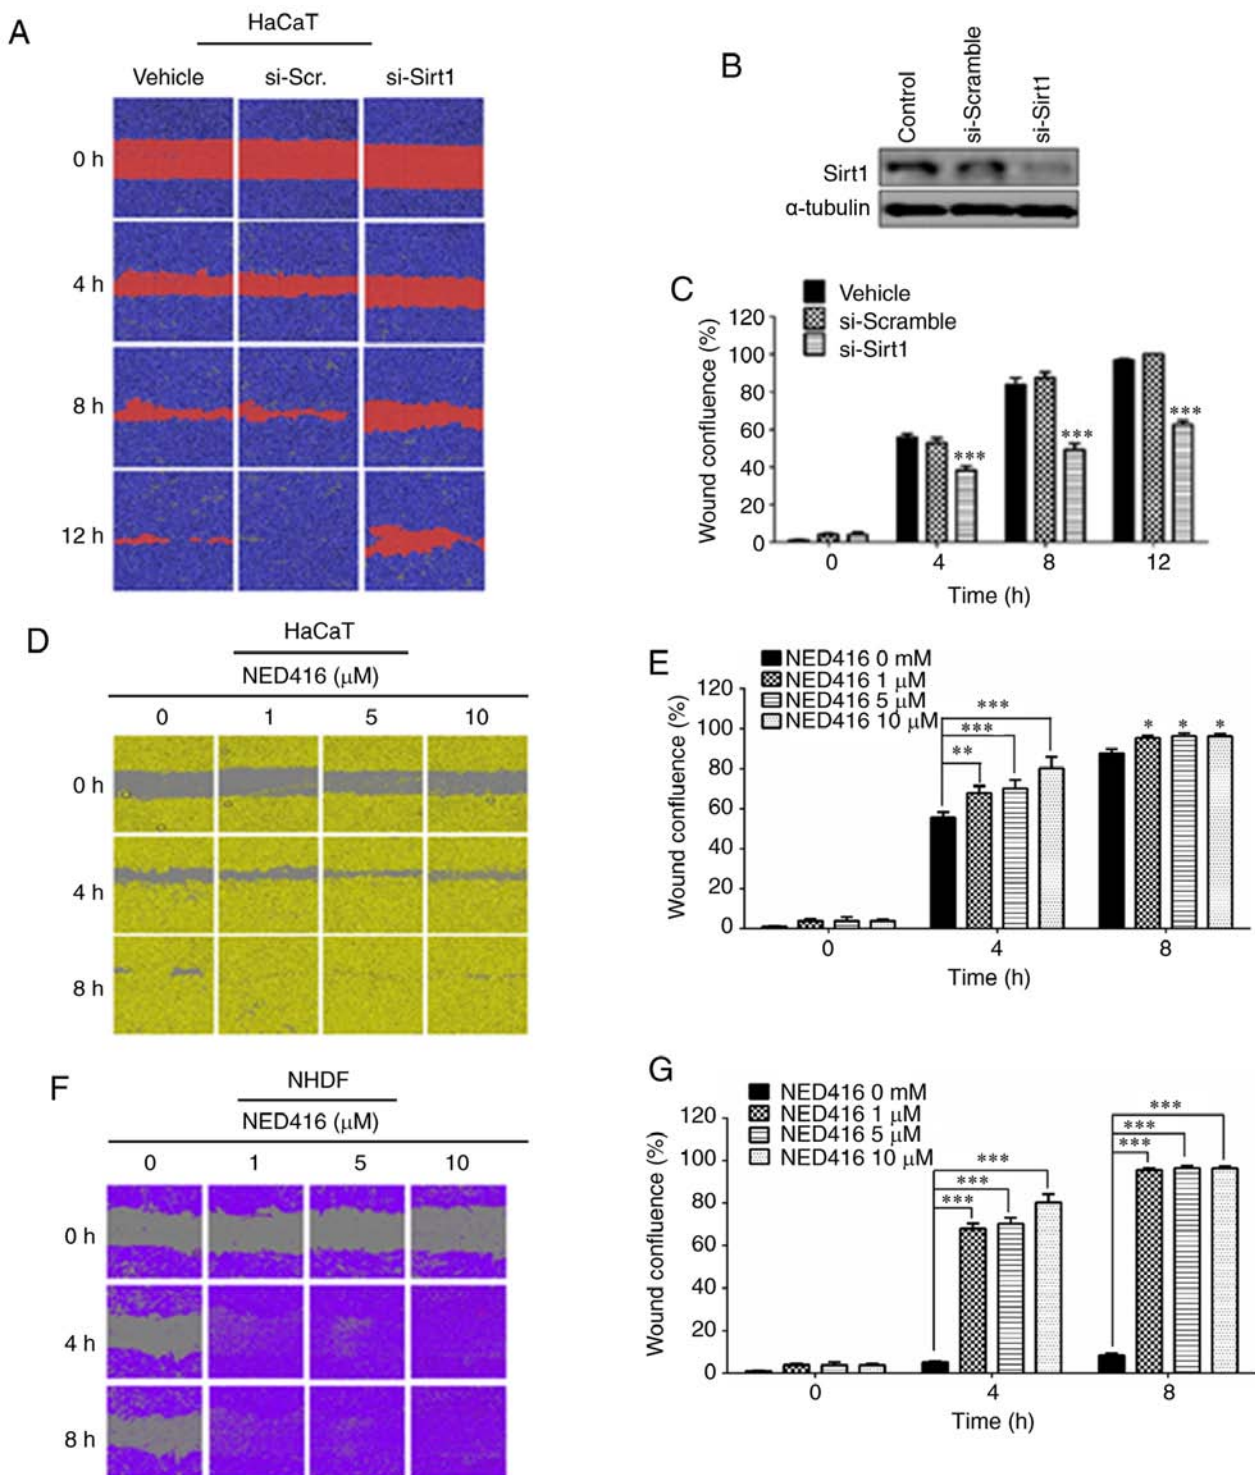 A
HaCaT
Vehicle si-Scr. si-Sirt1
0 h
4 h
8 h
12 h
B
Control si-Scramble si-Sirt1
Sirt1
α-tubulin
C
Vehicle
si-Scramble
si-Sirt1
Wound confluence (%)
120
100
80
60
40
20
0
***
***
***
0 4 8 12
Time (h)
D
HaCaT
NED416 (μM)
0 1 5 10
0 h
4 h
8 h
E
NED416 0 mM
NED416 1 μM
NED416 5 μM
NED416 10 μM
Wound confluence (%)
120
100
80
60
40
20
0
***
***
**
* * *
0 4 8
Time (h)
F
NHDF
NED416 (μM)
0 1 5 10
0 h
4 h
8 h
G
NED416 0 mM
NED416 1 μM
NED416 5 μM
NED416 10 μM
Wound confluence (%)
120
100
80
60
40
20
0
***
***
***
***
***
***
0 4 8
Time (h)